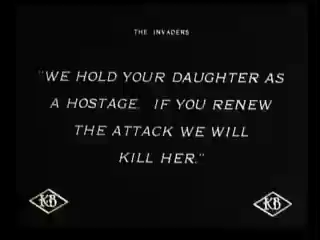 THE INVADERS
"WE HOLD YOUR DAUGHTER AS
A HOSTAGE. IF YOU RENEW
THE ATTACK WE WILL
KILL HER."
KB KB